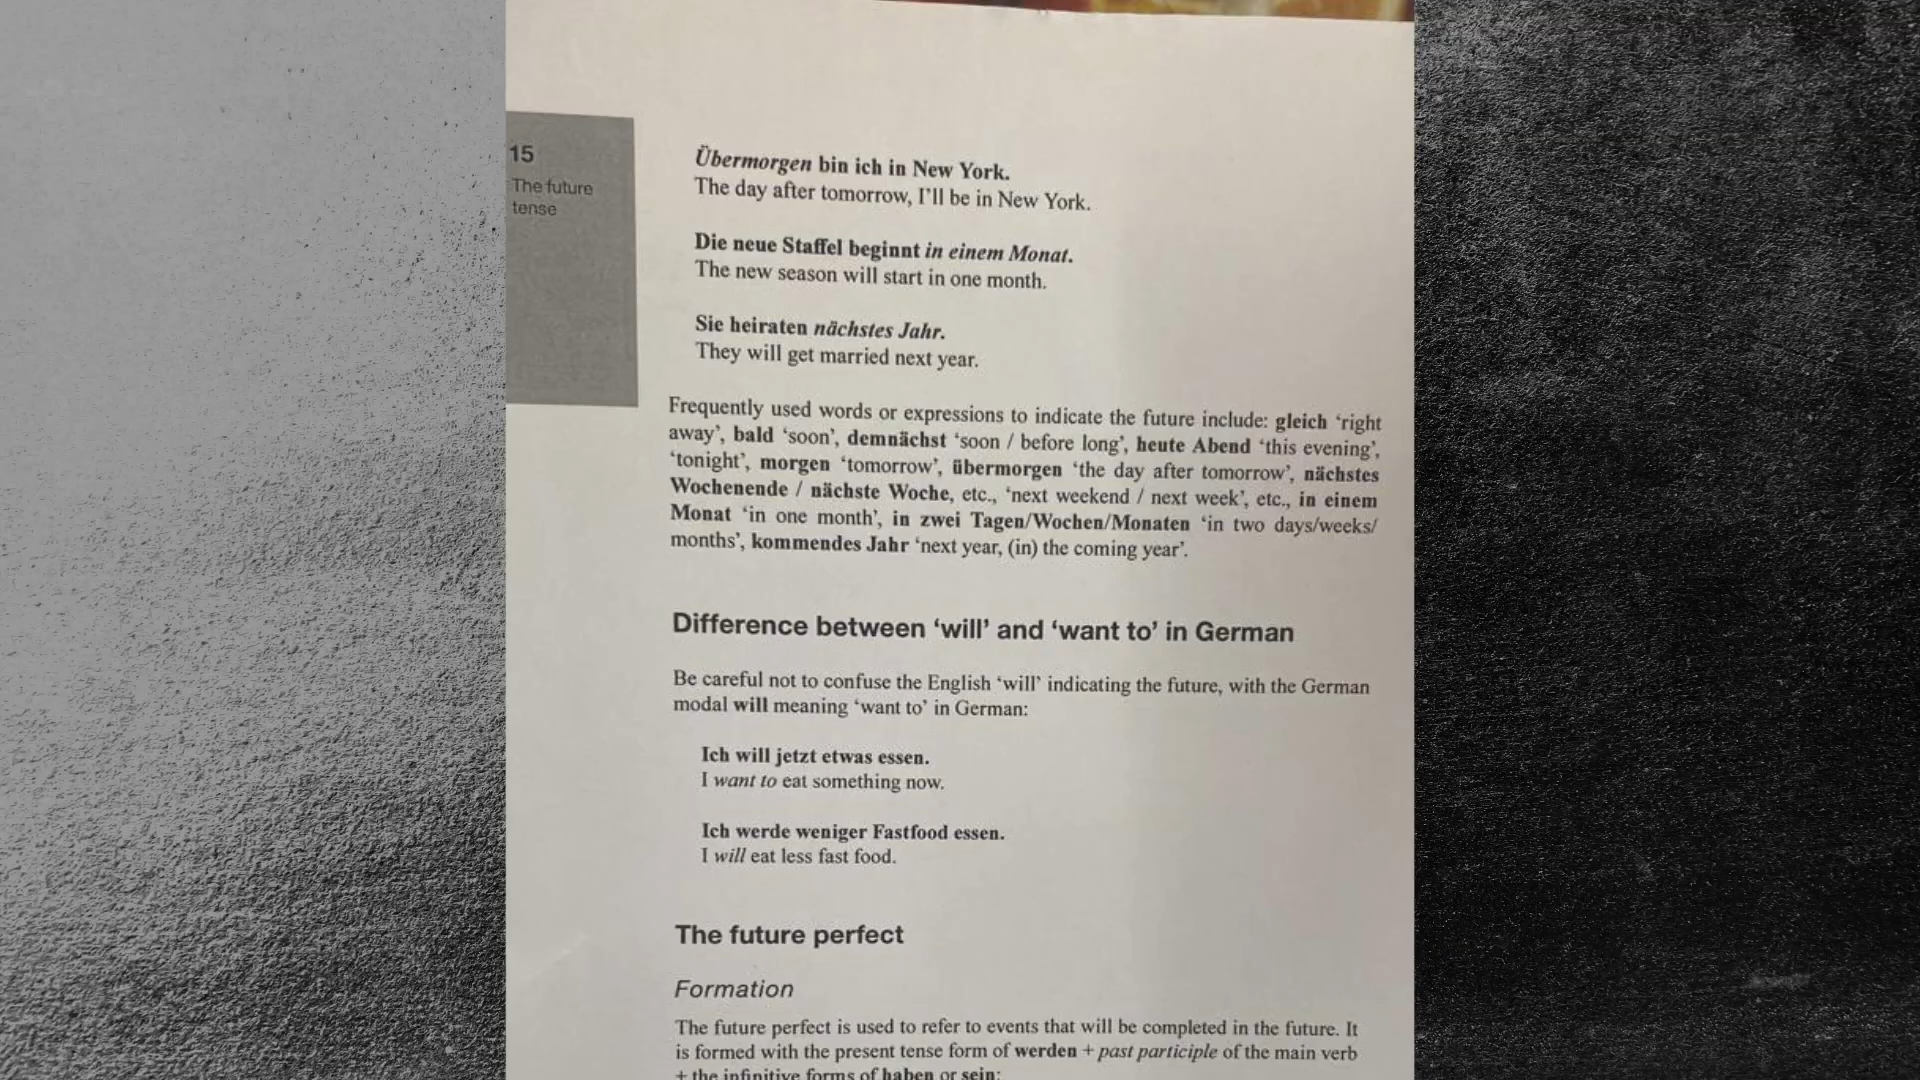 15
The future
tense
Übermorgen bin ich in New York.
The day after tomorrow, I'll be in New York.
Die neue Staffel beginnt in einem Monat.
The new season will start in one month.
Sie heiraten nächstes Jahr.
They will get married next year.
Frequently used words or expressions to indicate the future include: gleich ‘right
away’, bald ‘soon’, demnächst ‘soon / before long’, heute Abend ‘this evening’,
‘tonight’, morgen ‘tomorrow’, übermorgen ‘the day after tomorrow’, nächstes
Wochenende / nächste Woche, etc., ‘next weekend / next week’, etc., in einem
Monat ‘in one month’, in zwei Tagen/Wochen/Monaten ‘in two days/weeks/
months’, kommendes Jahr ‘next year, (in) the coming year’.
Difference between ‘will’ and ‘want to’ in German
Be careful not to confuse the English ‘will’ indicating the future, with the German
modal will meaning ‘want to’ in German:
Ich will jetzt etwas essen.
I want to eat something now.
Ich werde weniger Fastfood essen.
I will eat less fast food.
The future perfect
Formation
The future perfect is used to refer to events that will be completed in the future. It
is formed with the present tense form of werden + past participle of the main verb
+ the infinitive forms of haben or sein: